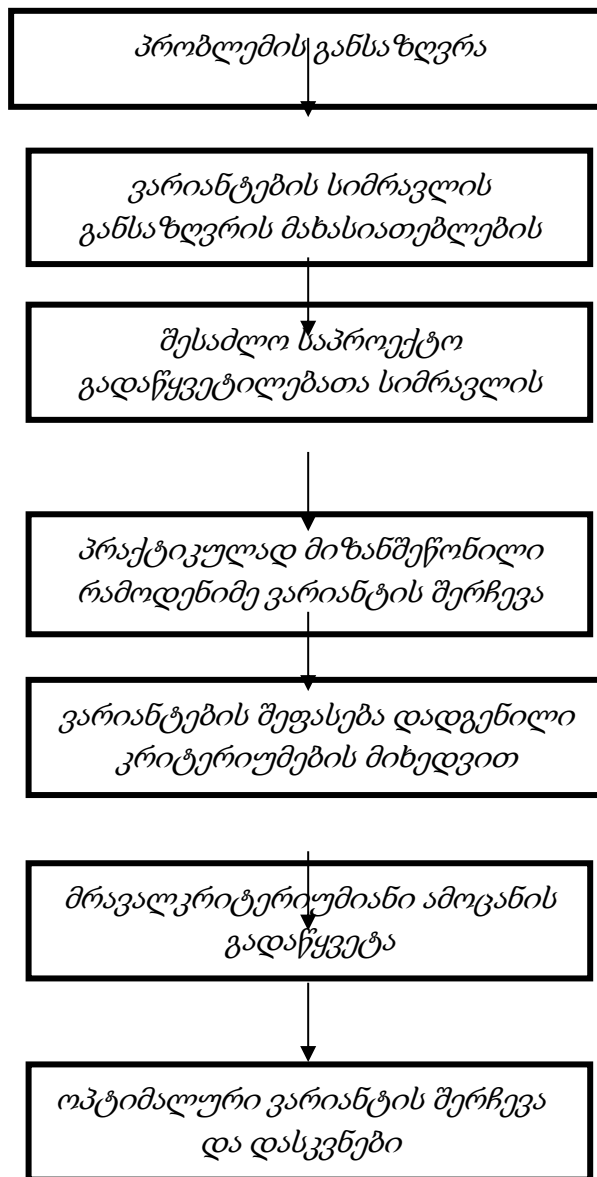 პრობლემის განსაზღვრა
ვარიანტების სიმრავლის
განსაზღვრის მახასიათებლების
შესაძლო საპროექტო
გადაწყვეტილებათა სიმრავლის
პრაქტიკულად მიზანშეწონილი
რამოდენიმე ვარიანტის შერჩევა
ვარიანტების შეფასება დადგენილი
კრიტერიუმების მიხედვით
მრავალკრიტერიუმიანი ამოცანის
გადაწყვეტა
ოპტიმალური ვარიანტის შერჩევა
და დასკვნები